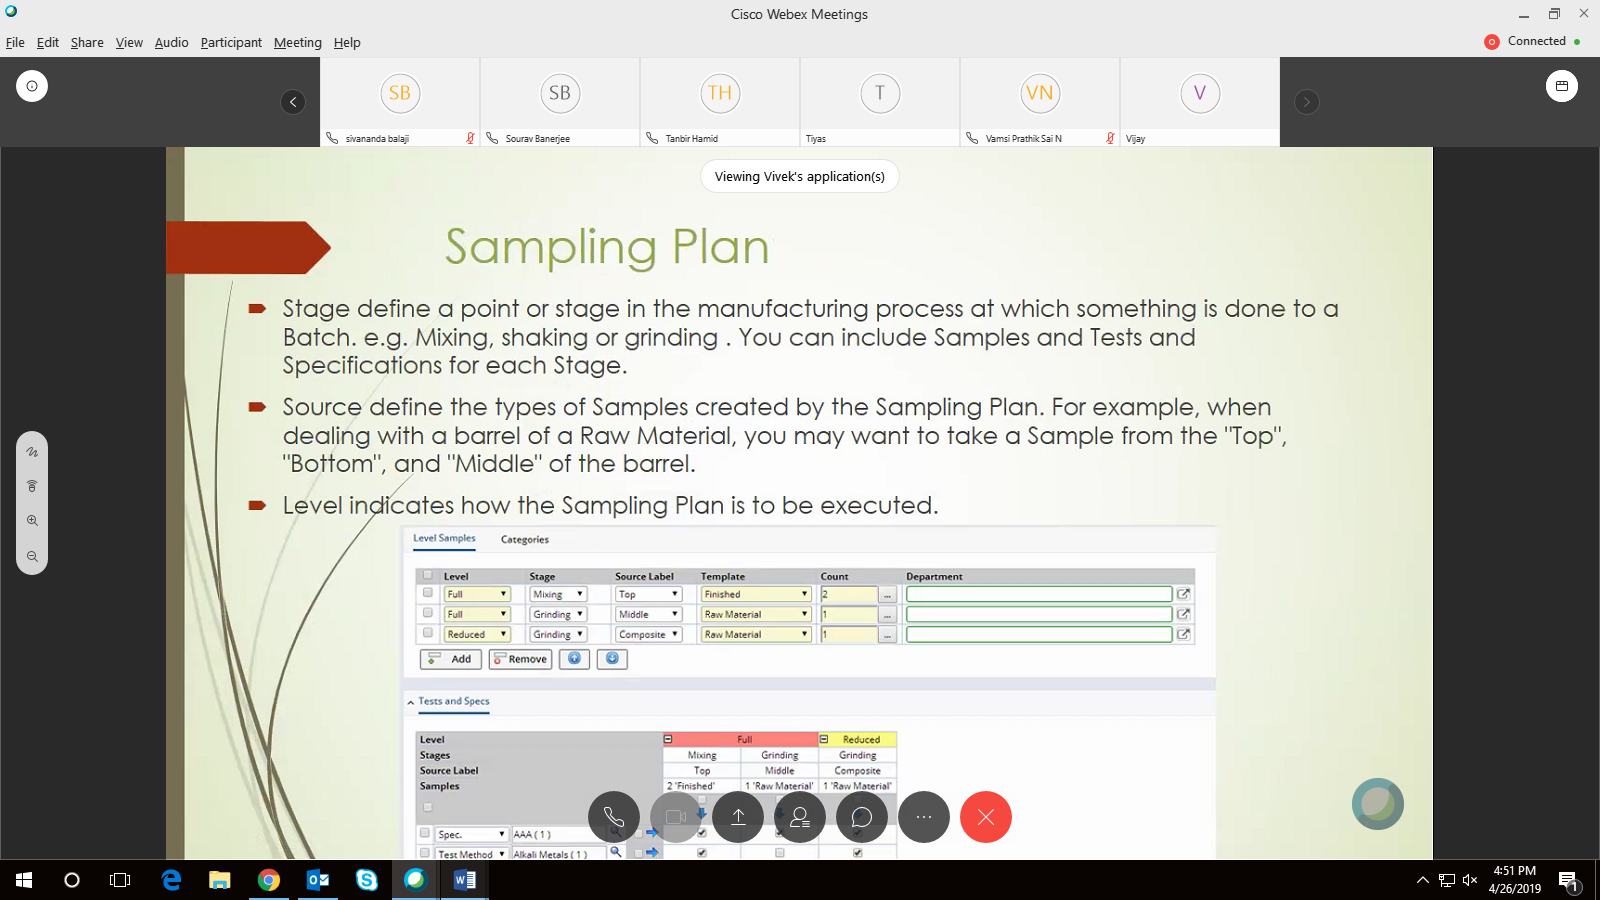 Cisco Webex Meetings
File Edit Share View Audio Participant Meeting Help
Connected
SB SB TH T VN V
sivananda balaji Sourav Banerjee Tanbir Hamid Tiyas Vamsi Prathik Sai N Vijay
Viewing Vivek's application(s)
Sampling Plan
Stage define a point or stage in the manufacturing process at which something is done to a
Batch. e.g. Mixing, shaking or grinding . You can include Samples and Tests and
Specifications for each Stage.
Source define the types of Samples created by the Sampling Plan. For example, when
dealing with a barrel of a Raw Material, you may want to take a Sample from the "Top",
"Bottom", and "Middle" of the barrel.
Level indicates how the Sampling Plan is to be executed.
Level Samples Categories
Level Stage Source Label Template Count Department
Full Mixing Top Finished 2 ...
Full Grinding Middle Raw Material 1 ...
Reduced Grinding Composite Raw Material 1 ...
Add Remove
Tests and Specs
Level Full Reduced
Stages Mixing Grinding Grinding
Source Label Top Middle Composite
Samples 2 'Finished' 1 'Raw Material' 1 'Raw Material'
Spec. AAA ( 1 )
Test Method Alkali Metals ( 1 )
4:51 PM
4/26/2019
1